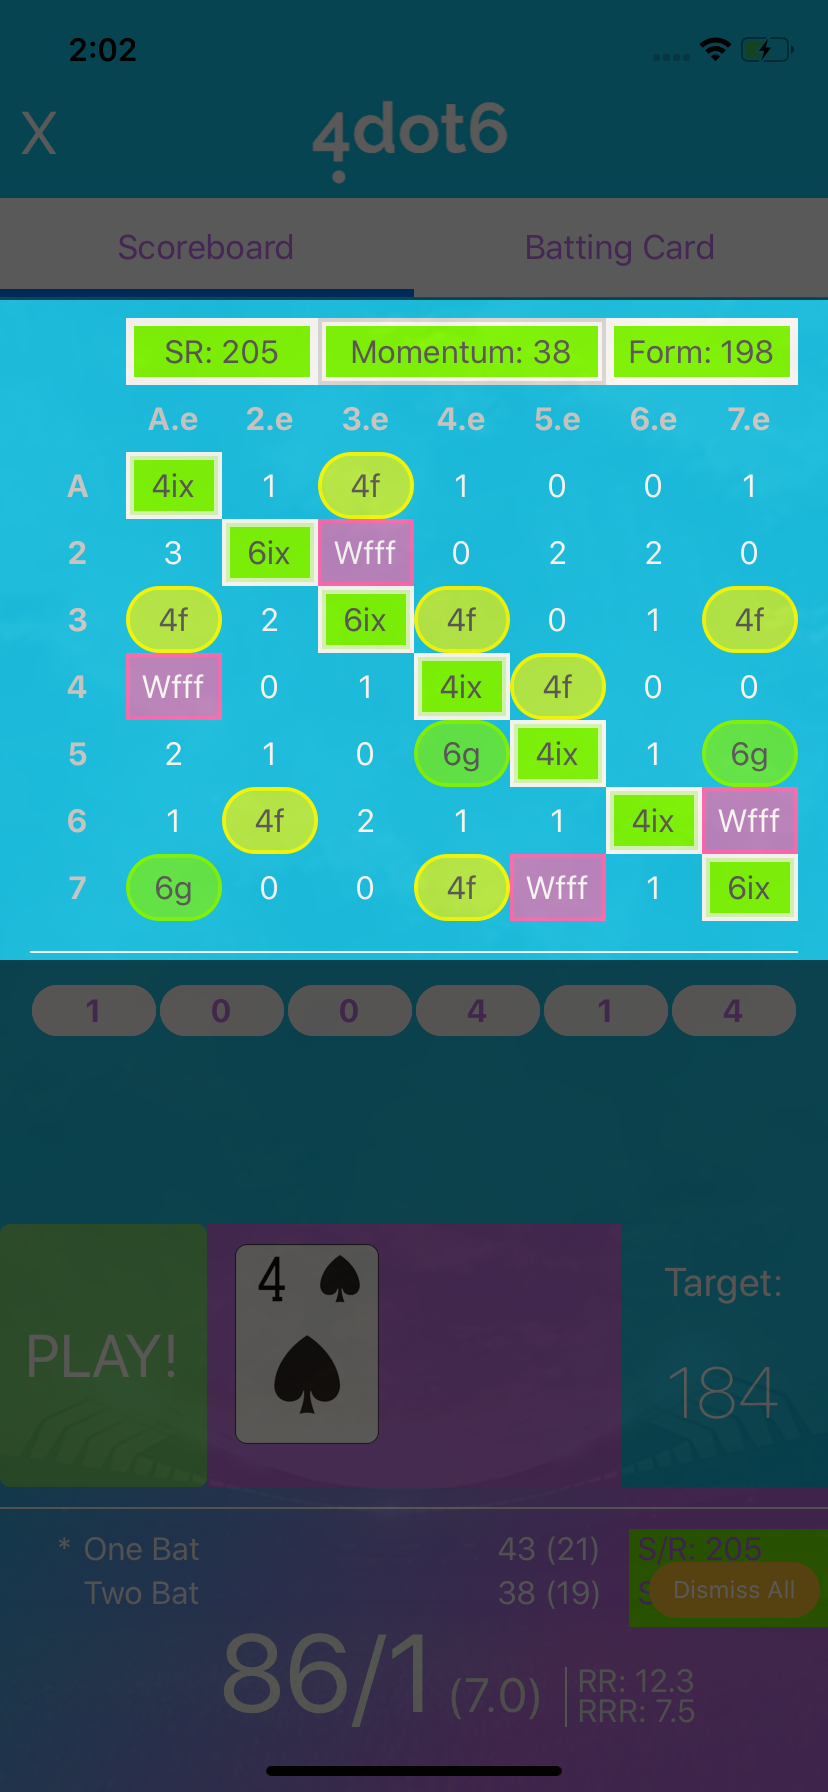 2:02
X
4dot6
Scoreboard Batting Card
SR: 205 Momentum: 38 Form: 198
A.e 2.e 3.e 4.e 5.e 6.e 7.e
A 4ix 1 4f 1 0 0 1
2 3 6ix Wfff 0 2 2 0
3 4f 2 6ix 4f 0 1 4f
4 Wfff 0 1 4ix 4f 0 0
5 2 1 0 6g 4ix 1 6g
6 1 4f 2 1 1 4ix Wfff
7 6g 0 0 4f Wfff 1 6ix
1 0 0 4 1 4
PLAY!
4
Target:
184
* One Bat 43 (21) S/R: 205
Two Bat 38 (19) S
Dismiss All
86/1 (7.0)
RR: 12.3
RRR: 7.5